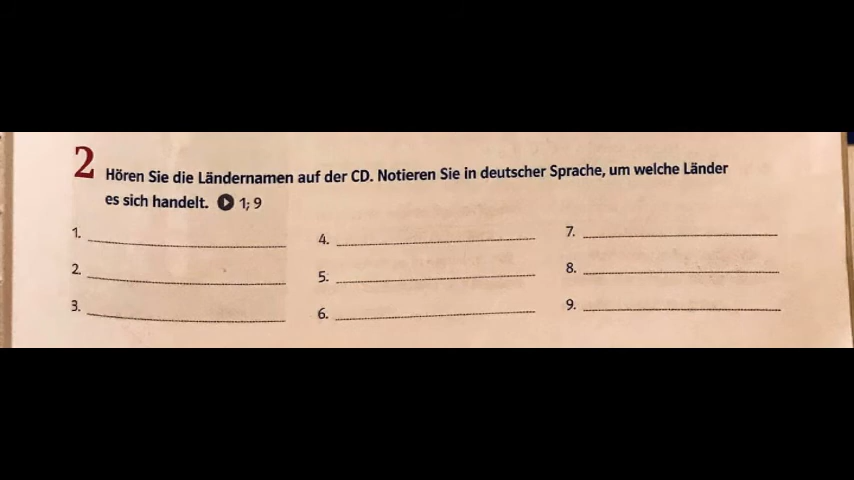 2
Hören Sie die Ländernamen auf der CD. Notieren Sie in deutscher Sprache, um welche Länder
es sich handelt. 1; 9
1. 4. 7.
2. 5. 8.
3. 6. 9.